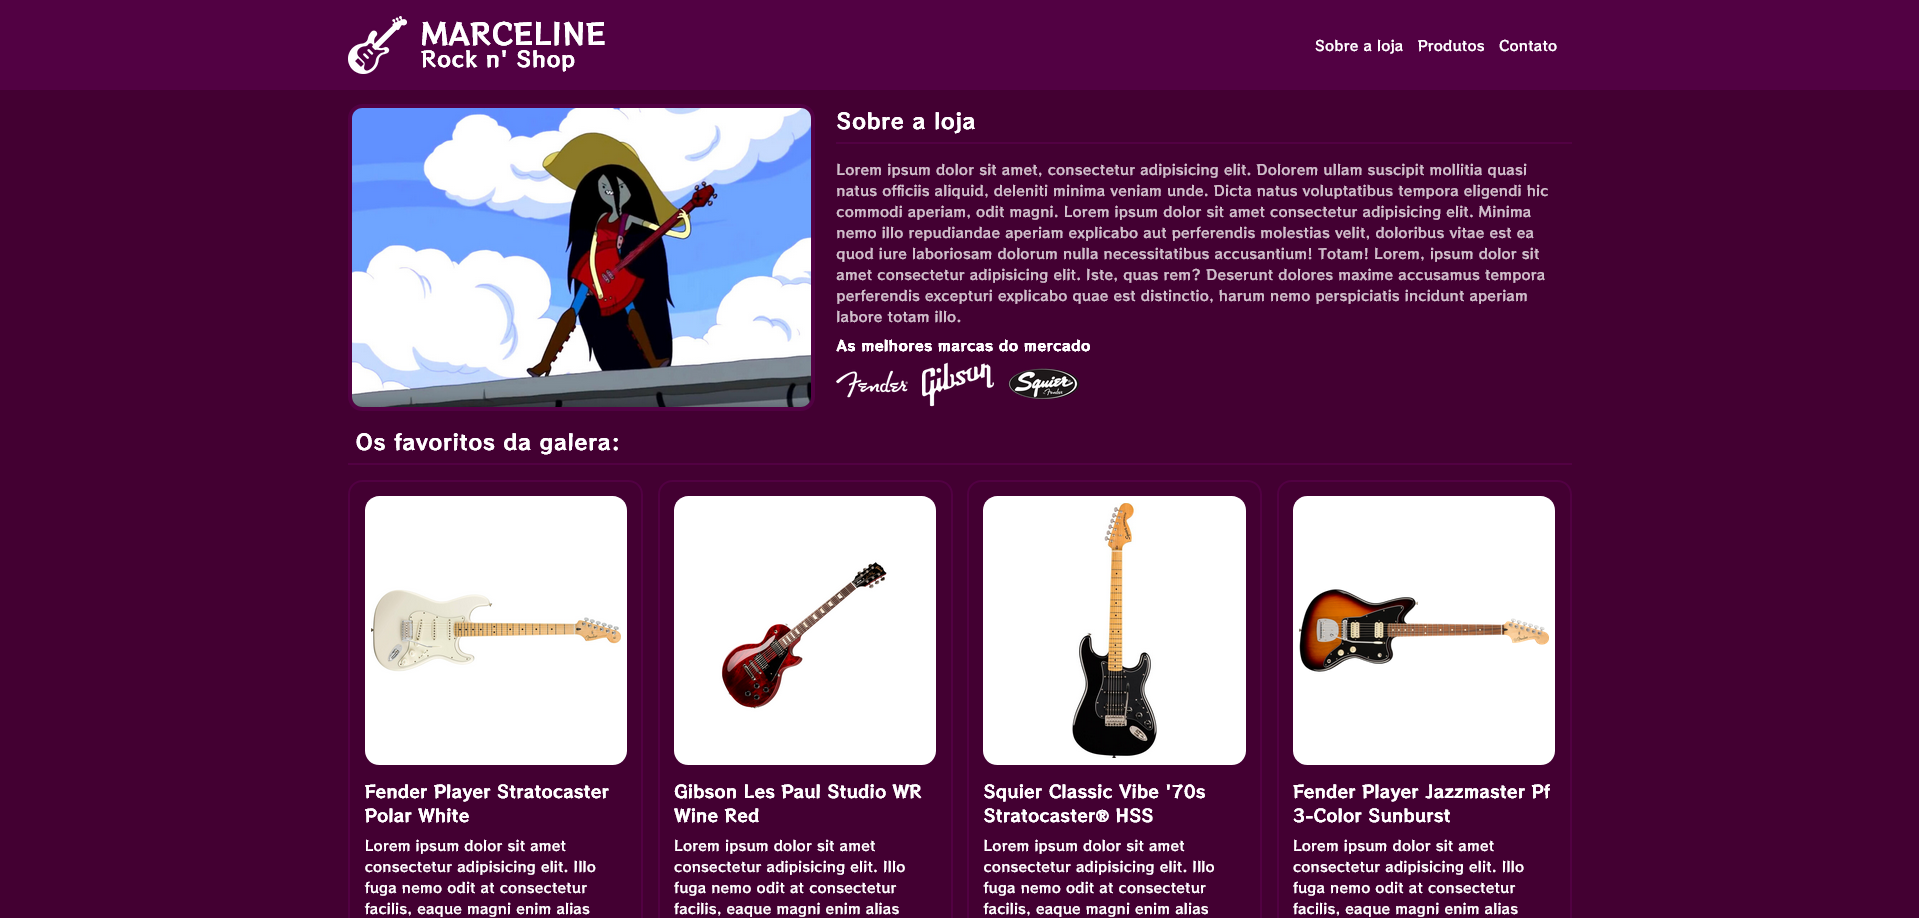 MARCELINE
Rock n' Shop
Sobre a loja Produtos Contato
Sobre a loja
Lorem ipsum dolor sit amet, consectetur adipisicing elit. Dolorem ullam suscipit mollitia quasi
natus officiis aliquid, deleniti minima veniam unde. Dicta natus voluptatibus tempora eligendi hic
commodi aperiam, odit magni. Lorem ipsum dolor sit amet consectetur adipisicing elit. Minima
nemo illo repudiandae aperiam explicabo aut perferendis molestias velit, doloribus vitae est ea
quod iure laboriosam dolorum nulla necessitatibus accusantium! Totam! Lorem, ipsum dolor sit
amet consectetur adipisicing elit. Iste, quas rem? Deserunt dolores maxime accusamus tempora
perferendis excepturi explicabo quae est distinctio, harum nemo perspiciatis incidunt aperiam
labore totam illo.
As melhores marcas do mercado
Fender Gibson Squier
Fender
Os favoritos da galera:
Fender Player Stratocaster
Polar White
Lorem ipsum dolor sit amet
consectetur adipisicing elit. Illo
fuga nemo odit at consectetur
facilis, eaque magni enim alias
Gibson Les Paul Studio WR
Wine Red
Lorem ipsum dolor sit amet
consectetur adipisicing elit. Illo
fuga nemo odit at consectetur
facilis, eaque magni enim alias
Squier Classic Vibe '70s
Stratocaster® HSS
Lorem ipsum dolor sit amet
consectetur adipisicing elit. Illo
fuga nemo odit at consectetur
facilis, eaque magni enim alias
Fender Player Jazzmaster Pf
3-Color Sunburst
Lorem ipsum dolor sit amet
consectetur adipisicing elit. Illo
fuga nemo odit at consectetur
facilis, eaque magni enim alias